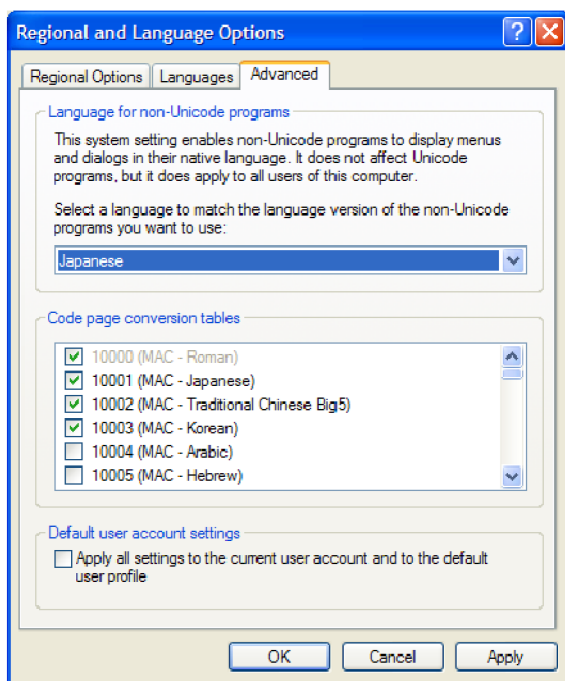 Regional and Language Options
Regional Options Languages Advanced
Language for non-Unicode programs
This system setting enables non-Unicode programs to display menus
and dialogs in their native language. It does not affect Unicode
programs, but it does apply to all users of this computer.
Select a language to match the language version of the non-Unicode
programs you want to use:
Japanese
Code page conversion tables
10000 (MAC - Roman)
10001 (MAC - Japanese)
10002 (MAC - Traditional Chinese Big5)
10003 (MAC - Korean)
10004 (MAC - Arabic)
10005 (MAC - Hebrew)
Default user account settings
Apply all settings to the current user account and to the default
user profile
OK Cancel Apply